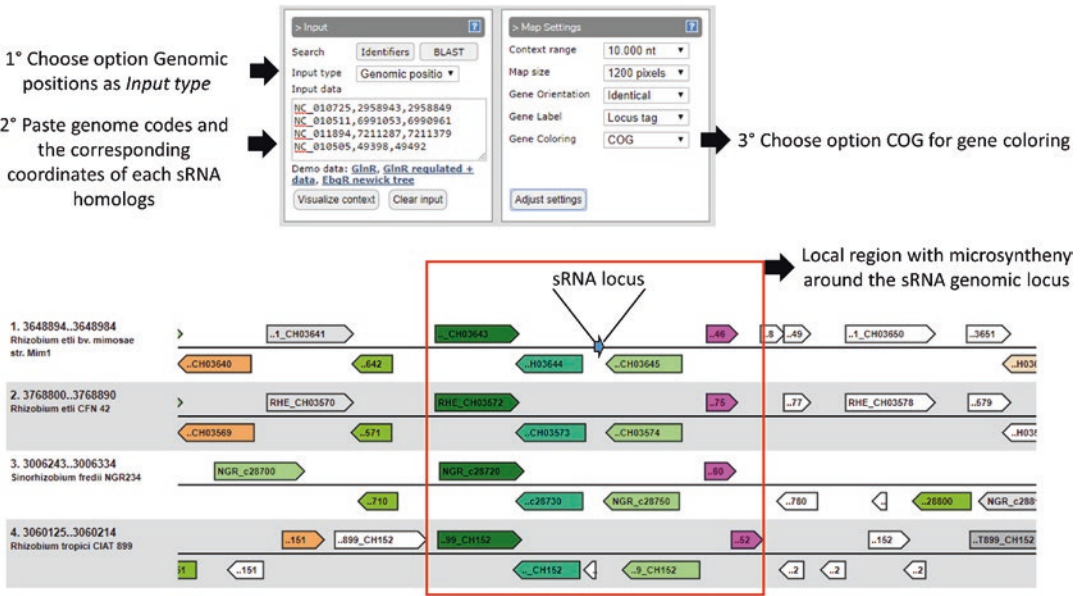 1° Choose option Genomic
positions as Input type
2° Paste genome codes and
the corresponding
coordinates of each sRNA
homologs
> Input ?
Search Identifiers BLAST
Input type Genomic positio ▼
Input data
NC_010725,2958943,2958849
NC_010511,6991053,6990961
NC_011894,7211287,7211379
NC_010505,49398,49492
Demo data: GlnR, GlnR regulated +
data, EbgR newick tree
Visualize context Clear input
> Map Settings ?
Context range 10.000 nt ▼
Map size 1200 pixels ▼
Gene Orientation Identical ▼
Gene Label Locus tag ▼
Gene Coloring COG ▼
Adjust settings
3° Choose option COG for gene coloring
Local region with microsyntheny
around the sRNA genomic locus
sRNA locus
1. 3648894..3648984
Rhizobium etli bv. mimosae
str. Mim1
..1_CH03641 .._CH03643 ..46 ..8 ..49 ..1_CH03650 ..3651
..CH03640 ..642 ..H03644 ..CH03645 ..H036
2. 3768800..3768890
Rhizobium etli CFN 42
RHE_CH03570 RHE_CH03572 ..75 ..77 RHE_CH03578 ..579
..CH03569 ..571 ..CH03573 ..CH03574 ..H035
3. 3006243..3006334
Sinorhizobium fredii NGR234
NGR_c28700 NGR_c28720 ..60
..710 ..c28730 NGR_c28750 ..780 ..28800 NGR_c288
4. 3060125..3060214
Rhizobium tropici CIAT 899
..151 ..899_CH152 ..99_CH152 ..52 ..152 ..T899_CH152
51 ..151 .._CH152 ..9_CH152 ..2 ..2 ..2